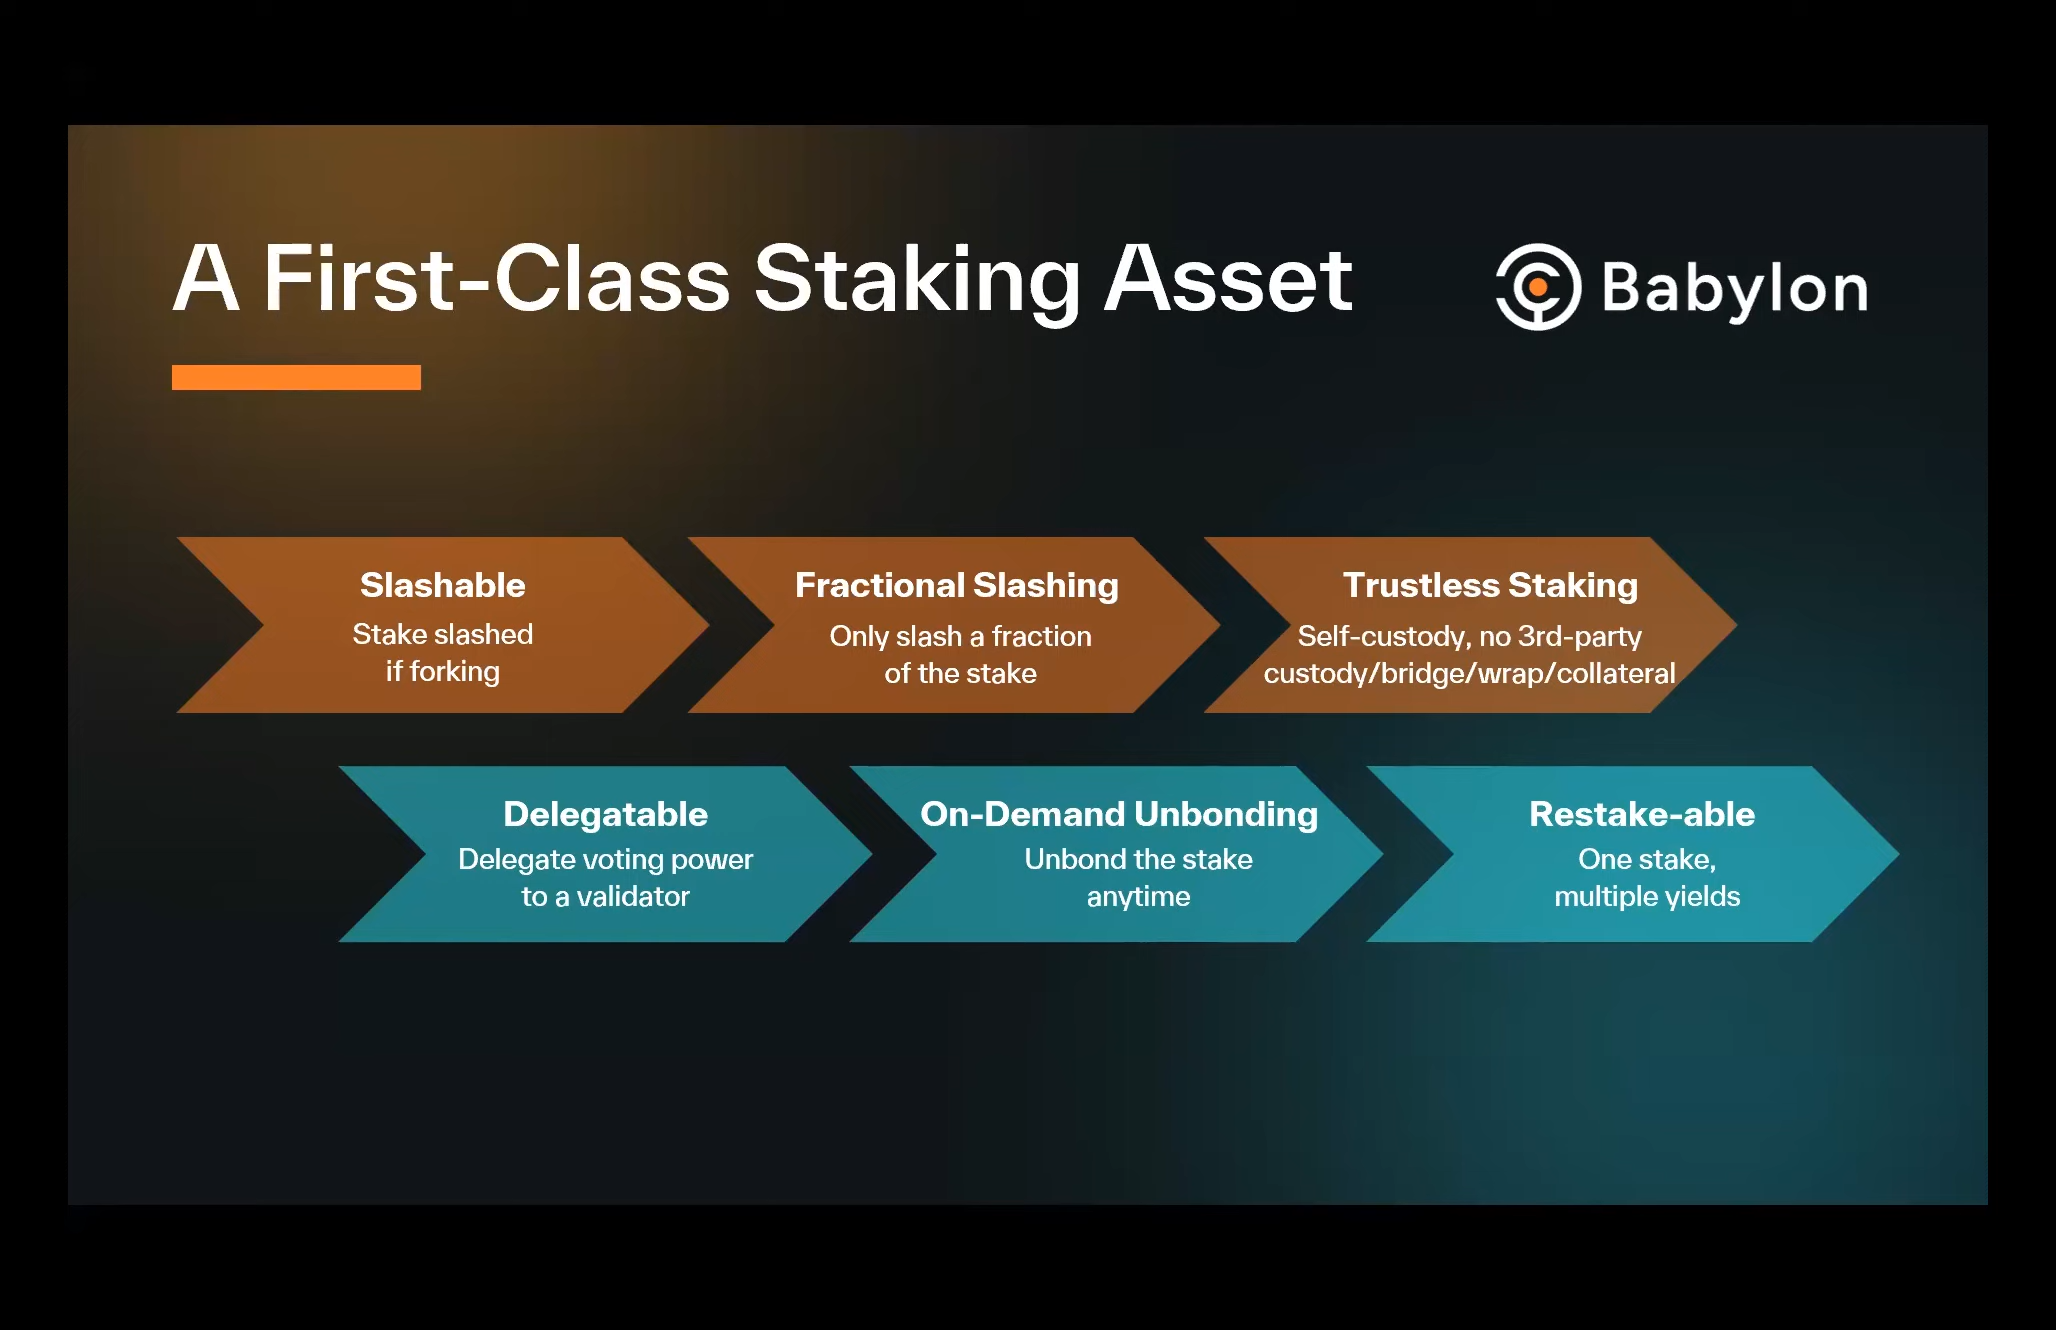 A First-Class Staking Asset
Babylon
Slashable
Stake slashed
if forking
Fractional Slashing
Only slash a fraction
of the stake
Trustless Staking
Self-custody, no 3rd-party
custody/bridge/wrap/collateral
Delegatable
Delegate voting power
to a validator
On-Demand Unbonding
Unbond the stake
anytime
Restake-able
One stake,
multiple yields